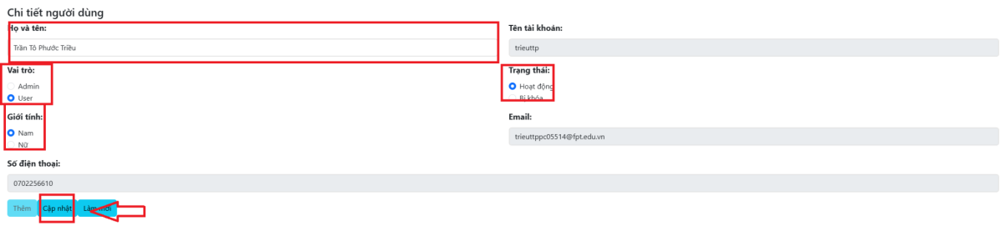 Chi tiết người dùng
Họ và tên:
Trần Tô Phước Triều
Tên tài khoản:
trieuttp
Vai trò:
Admin
User
Trạng thái:
Hoạt động
Bị khóa
Giới tính:
Nam
Nữ
Email:
trieuttppc05514@fpt.edu.vn
Số điện thoại:
0702256610
Thêm Cập nhật Làm mới